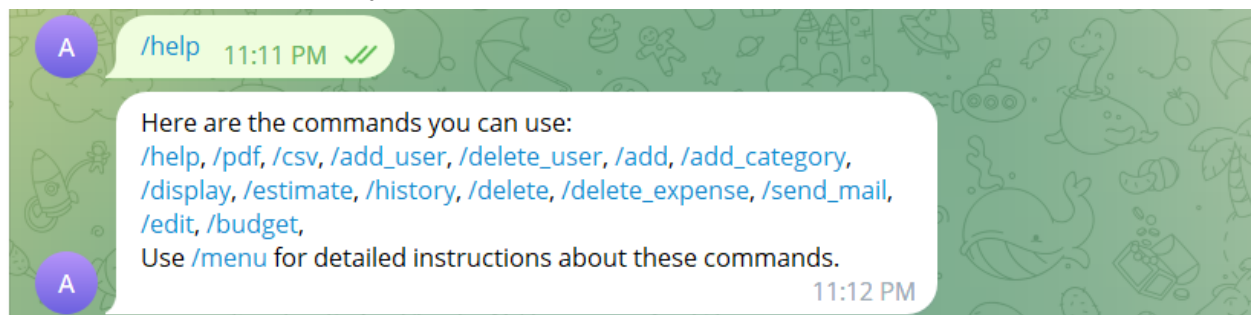 A
/help 11:11 PM
Here are the commands you can use:
/help, /pdf, /csv, /add_user, /delete_user, /add, /add_category,
/display, /estimate, /history, /delete, /delete_expense, /send_mail,
/edit, /budget,
Use /menu for detailed instructions about these commands.
A
11:12 PM